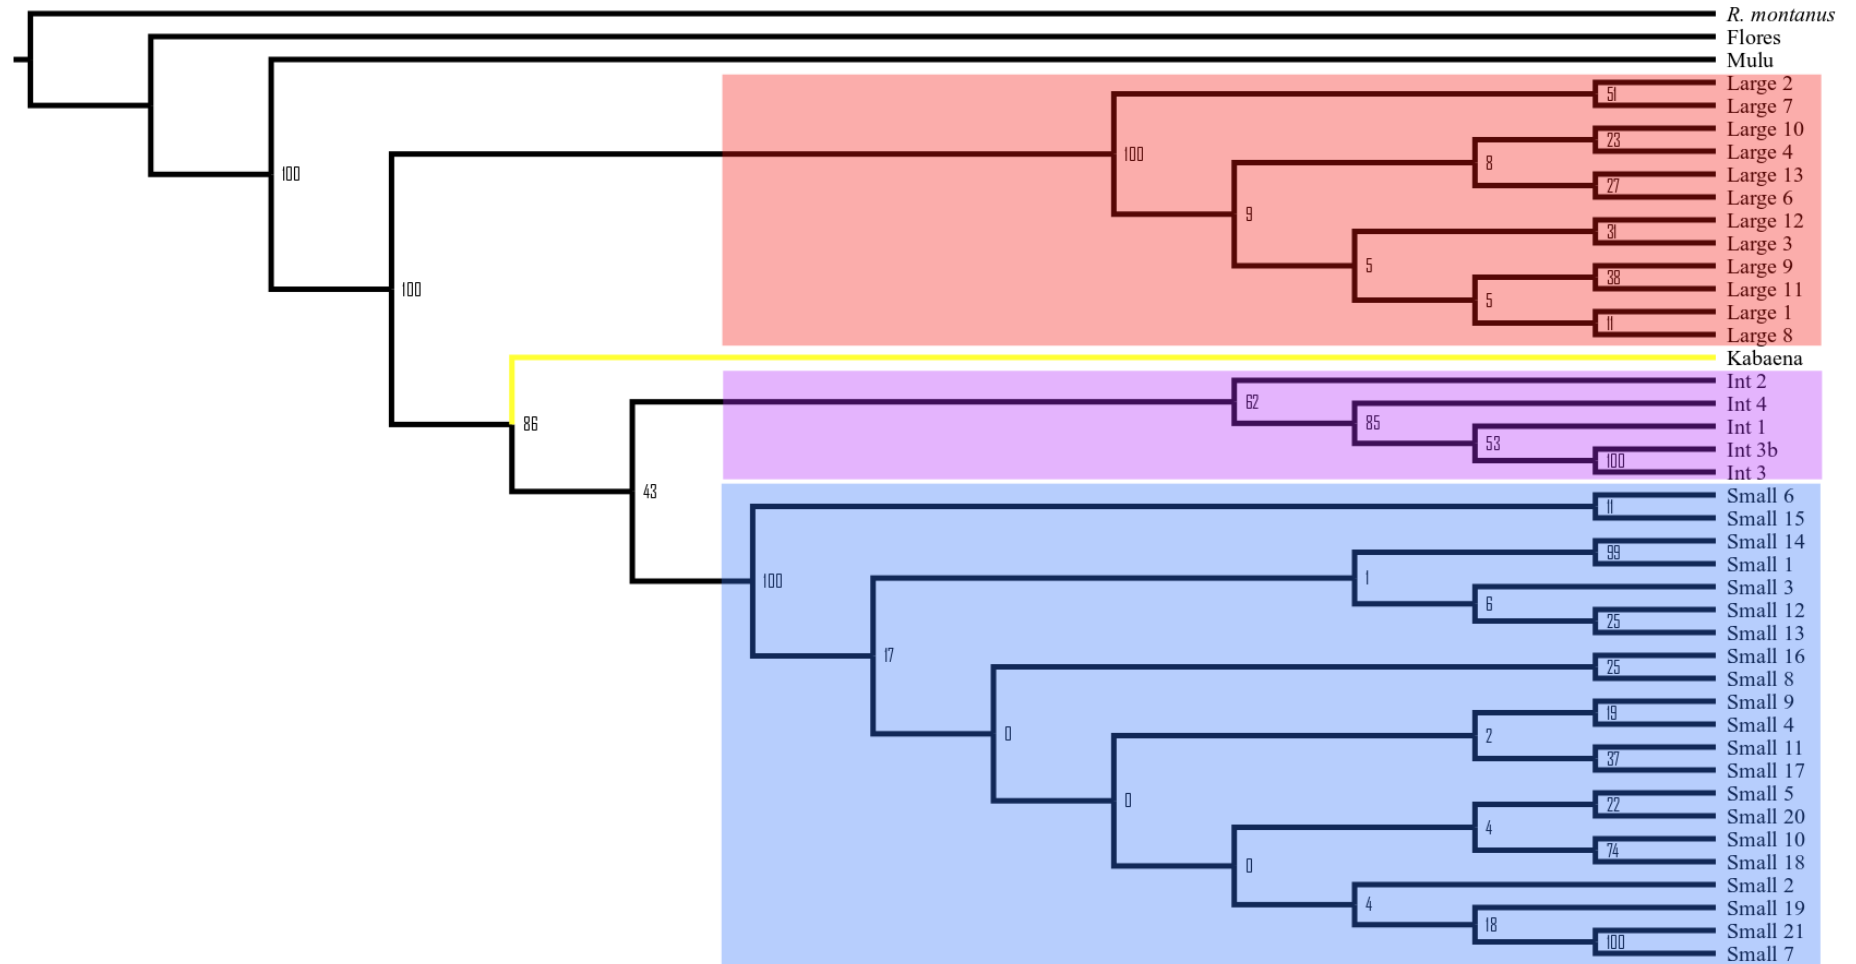 R. montanus
Flores
Mulu
Large 2
51
Large 7
Large 10
23
Large 4
100
8
Large 13
100
27
Large 6
9
Large 12
31
Large 3
5
Large 9
38
100
Large 11
5
Large 1
11
Large 8
Kabaena
Int 2
62
Int 4
86
85
Int 1
53
Int 3b
100
Int 3
43
Small 6
11
Small 15
Small 14
99
Small 1
100
1
Small 3
6
Small 12
25
Small 13
17
Small 16
25
Small 8
Small 9
19
Small 4
0
2
Small 11
37
Small 17
Small 5
0
22
Small 20
4
Small 10
74
Small 18
0
Small 2
4
Small 19
18
Small 21
100
Small 7